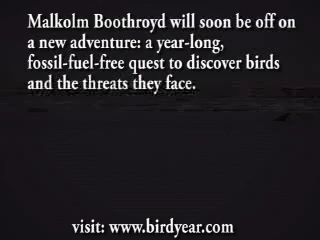 Malkolm Boothroyd will soon be off on
a new adventure: a year-long,
fossil-fuel-free quest to discover birds
and the threats they face.
visit: www.birdyear.com